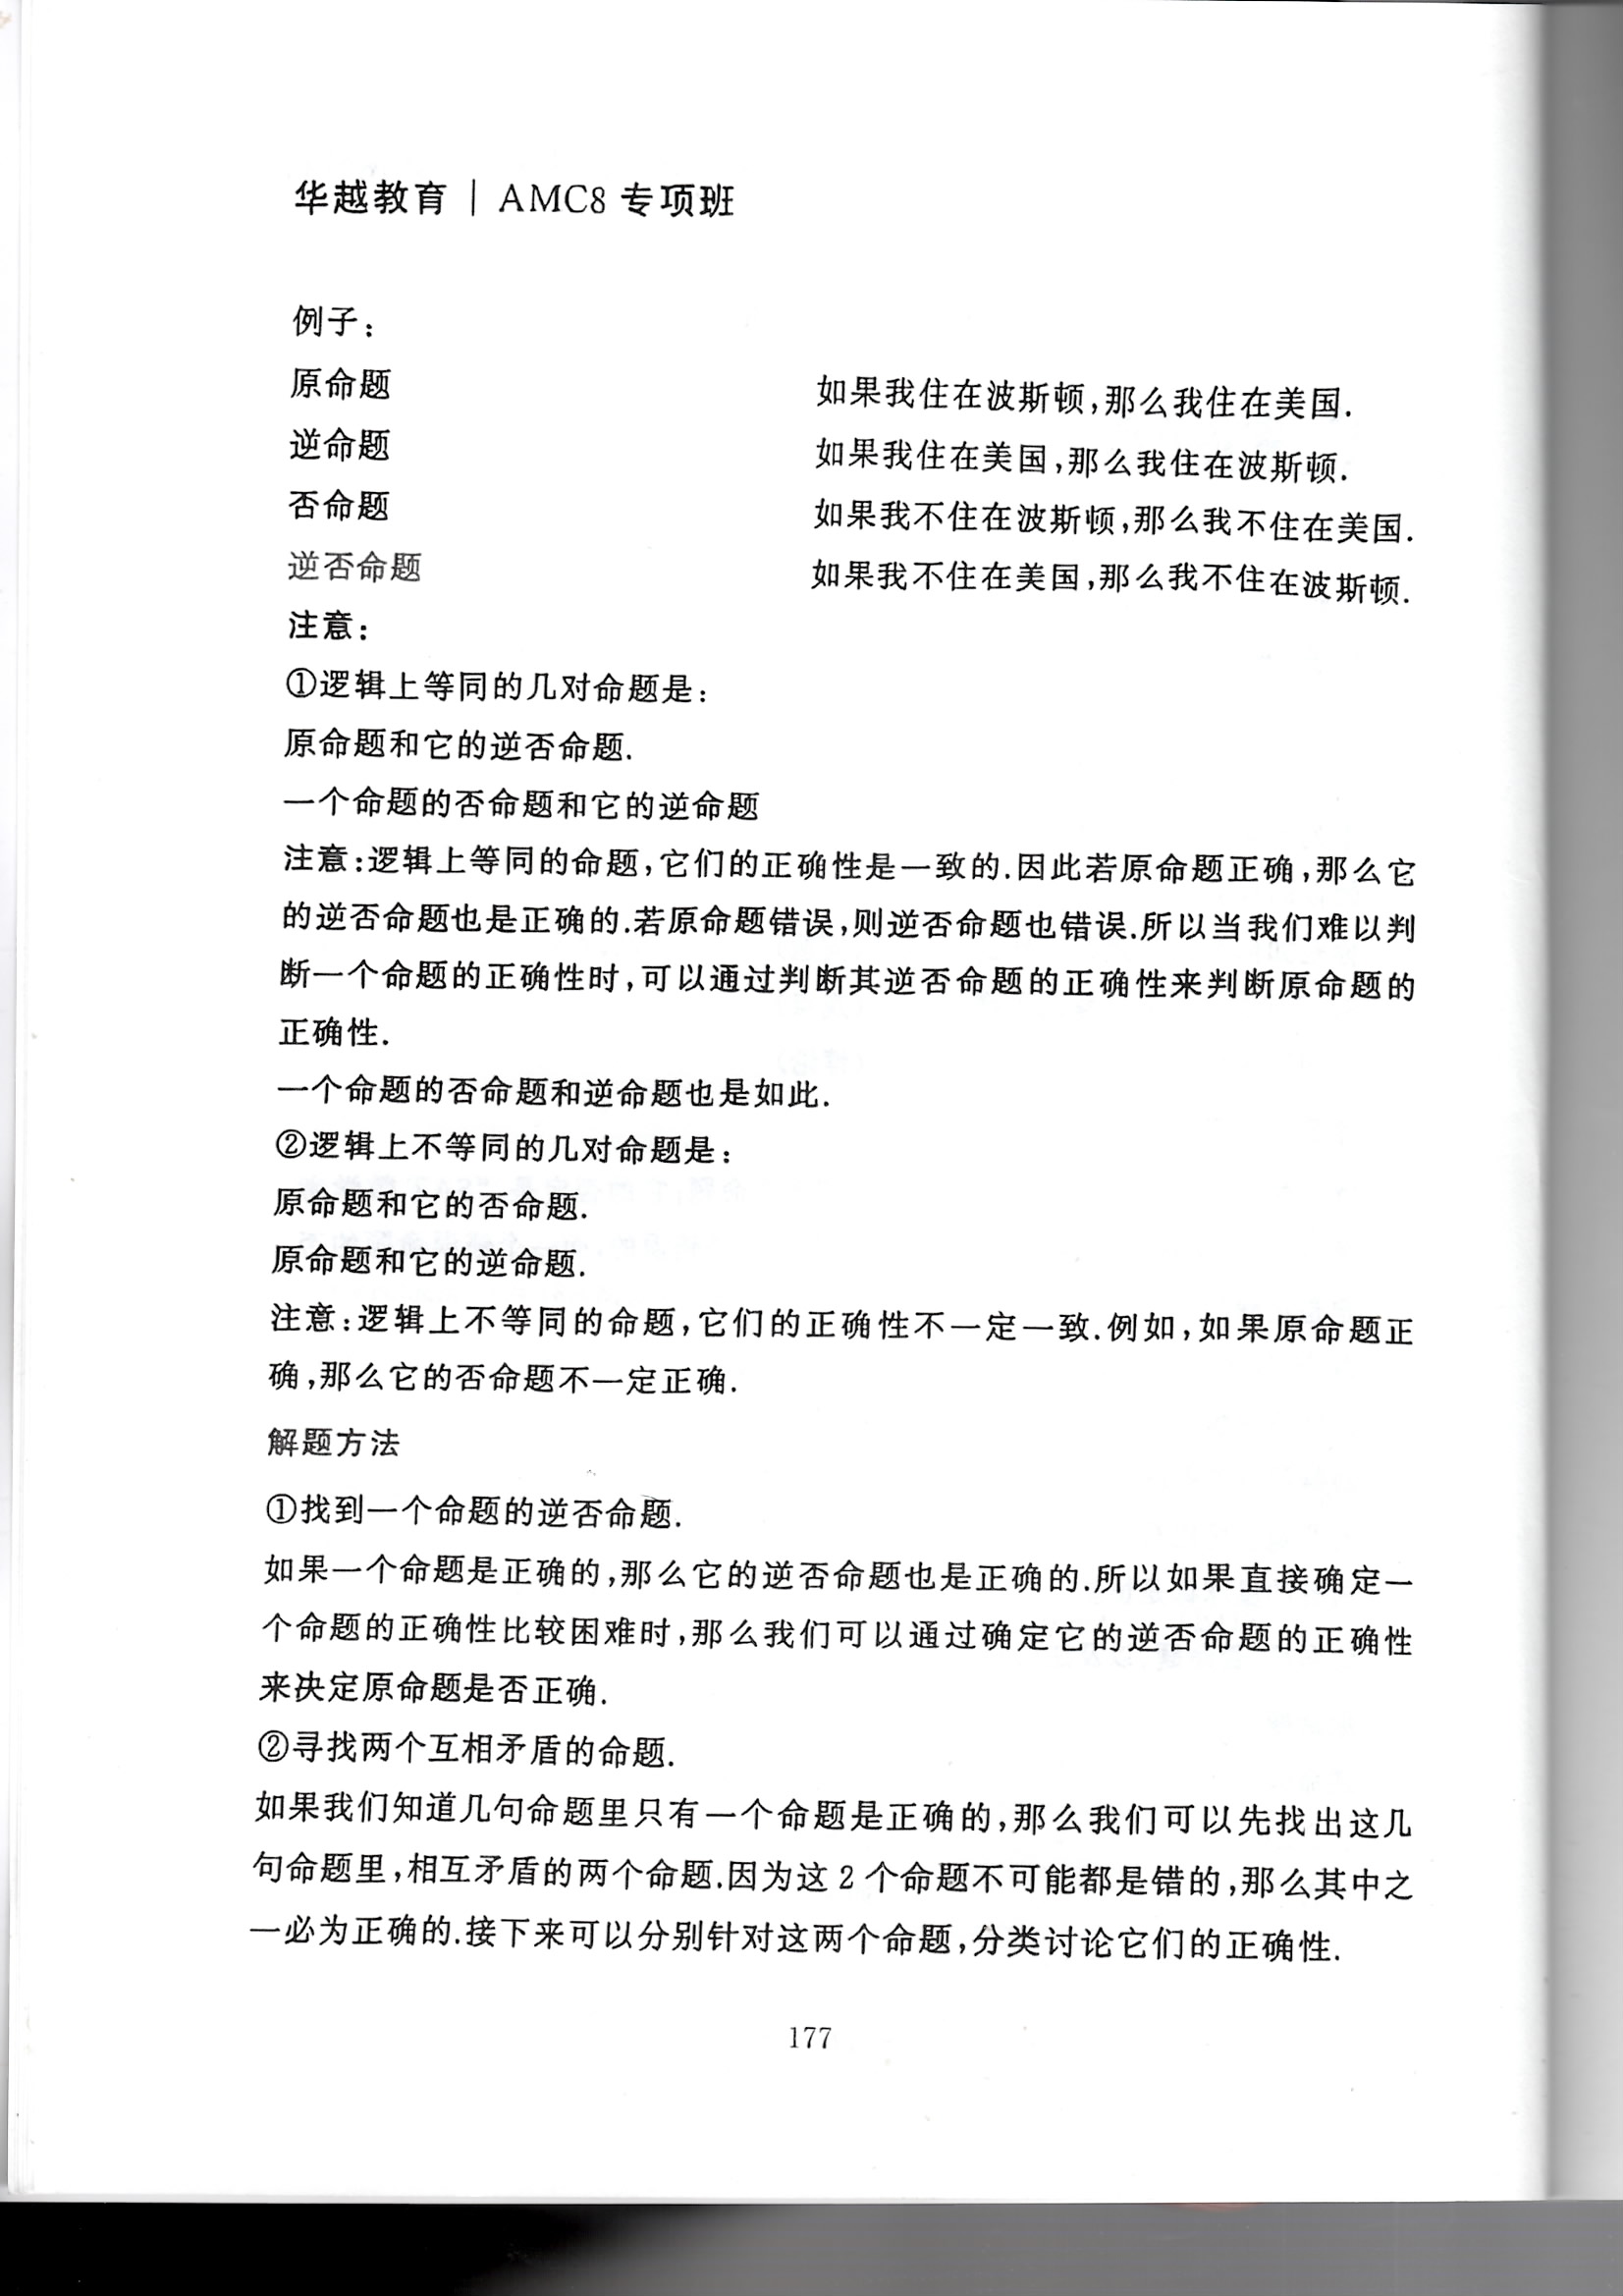 华越教育 | AMC8 专项班
例子：
原命题 如果我住在波斯顿，那么我住在美国．
逆命题 如果我住在美国，那么我住在波斯顿．
否命题 如果我不住在波斯顿，那么我不住在美国．
逆否命题 如果我不住在美国，那么我不住在波斯顿．
注意：
①逻辑上等同的几对命题是：
原命题和它的逆否命题．
一个命题的否命题和它的逆命题
注意：逻辑上等同的命题，它们的正确性是一致的．因此若原命题正确，那么它
的逆否命题也是正确的．若原命题错误，则逆否命题也错误．所以当我们难以判
断一个命题的正确性时，可以通过判断其逆否命题的正确性来判断原命题的
正确性．
一个命题的否命题和逆命题也是如此．
②逻辑上不等同的几对命题是：
原命题和它的否命题．
原命题和它的逆命题．
注意：逻辑上不等同的命题，它们的正确性不一定一致．例如，如果原命题正
确，那么它的否命题不一定正确．
解题方法
①找到一个命题的逆否命题．
如果一个命题是正确的，那么它的逆否命题也是正确的．所以如果直接确定一
个命题的正确性比较困难时，那么我们可以通过确定它的逆否命题的正确性
来决定原命题是否正确．
②寻找两个互相矛盾的命题．
如果我们知道几句命题里只有一个命题是正确的，那么我们可以先找出这几
句命题里，相互矛盾的两个命题．因为这 2 个命题不可能都是错的，那么其中之
一必为正确的．接下来可以分别针对这两个命题，分类讨论它们的正确性．
177